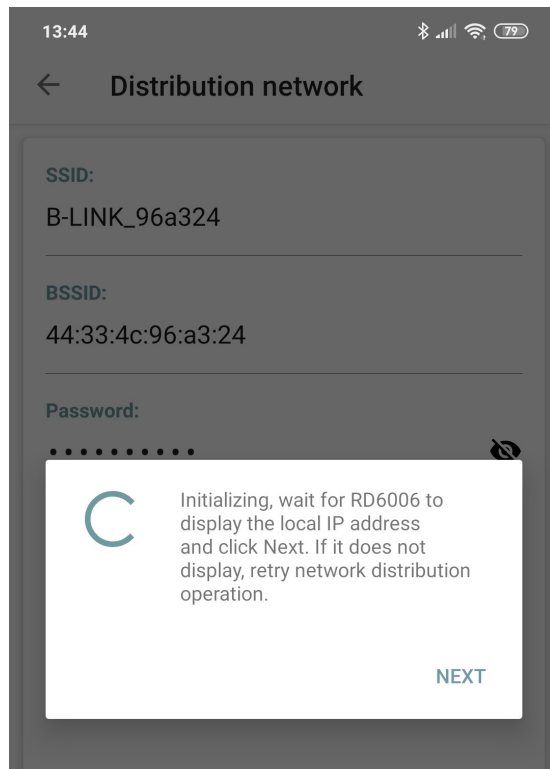 13:44
79
Distribution network
SSID:
B-LINK_96a324
BSSID:
44:33:4c:96:a3:24
Password:
••••••••••
Initializing, wait for RD6006 to
display the local IP address
and click Next. If it does not
display, retry network distribution
operation.
NEXT